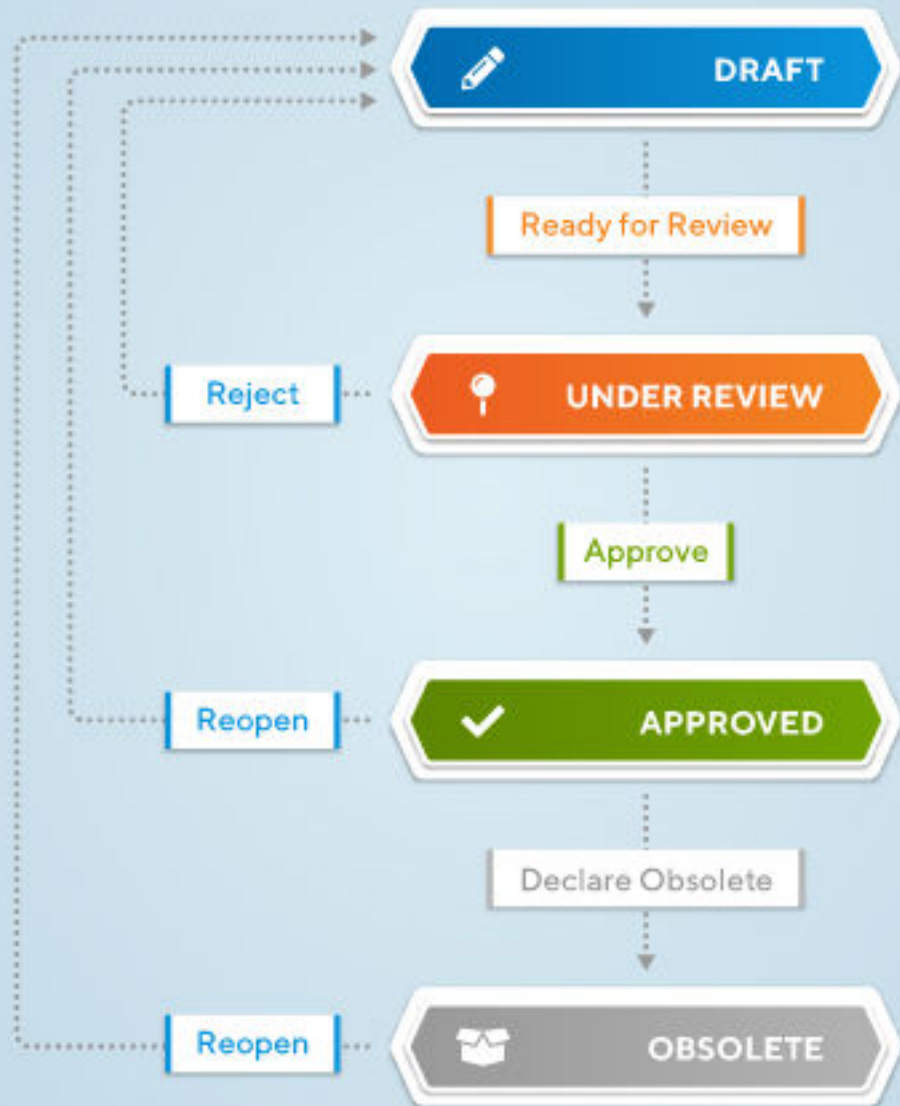 DRAFT
Ready for Review
Reject
UNDER REVIEW
Approve
Reopen
APPROVED
Declare Obsolete
Reopen
OBSOLETE